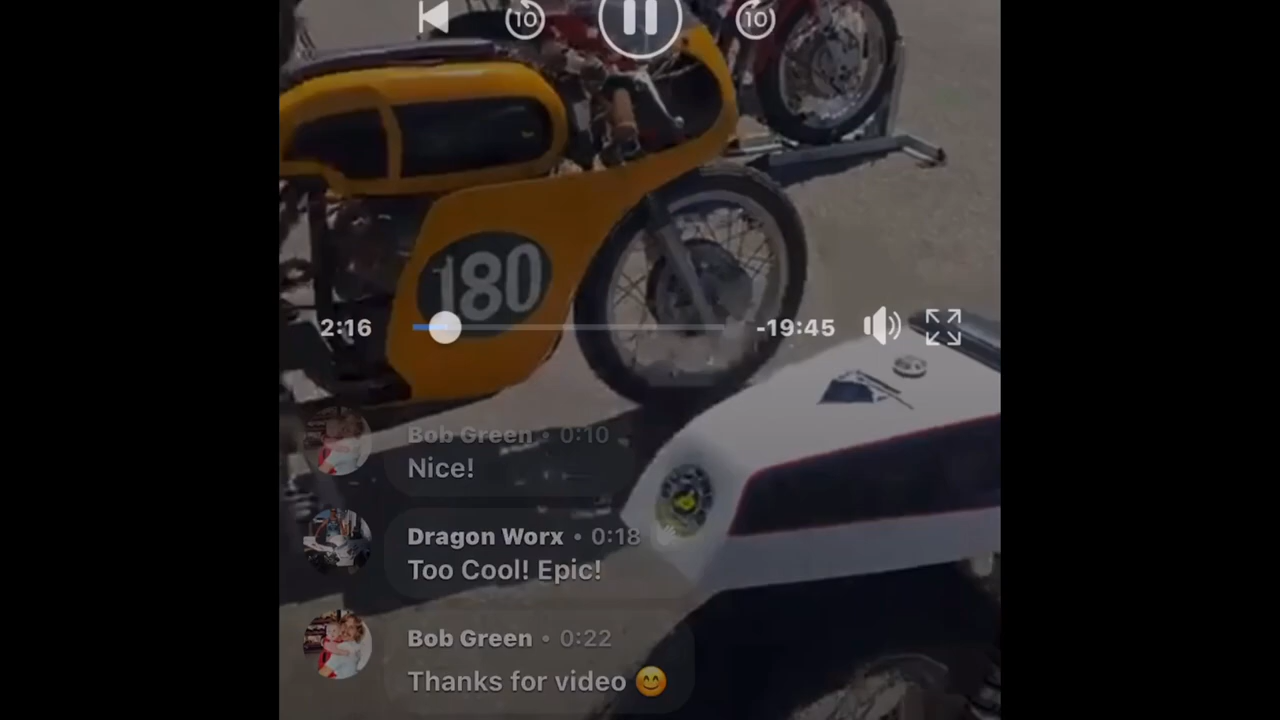 10
10
180
2:16
-19:45
Bob Green • 0:10
Nice!
Dragon Worx • 0:18
Too Cool! Epic!
Bob Green • 0:22
Thanks for video 😊